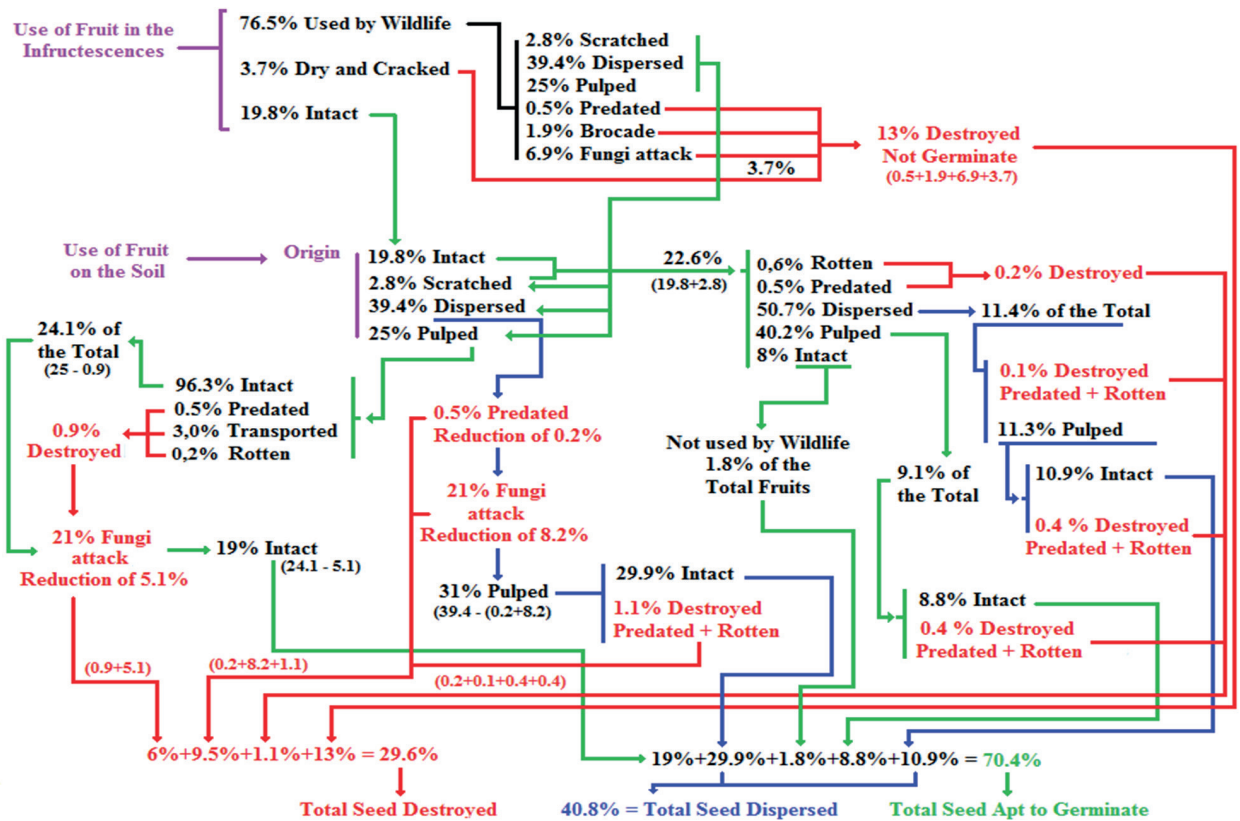 Use of Fruit in the
Infructescences
76.5% Used by Wildlife
3.7% Dry and Cracked
19.8% Intact
2.8% Scratched
39.4% Dispersed
25% Pulped
0.5% Predated
1.9% Brocade
6.9% Fungi attack
3.7%
13% Destroyed
Not Germinate
(0.5+1.9+6.9+3.7)
Use of Fruit
on the Soil
Origin
19.8% Intact
2.8% Scratched
39.4% Dispersed
25% Pulped
22.6%
(19.8+2.8)
0,6% Rotten
0.5% Predated
50.7% Dispersed
40.2% Pulped
8% Intact
0.2% Destroyed
11.4% of the Total
0.1% Destroyed
Predated + Rotten
11.3% Pulped
10.9% Intact
0.4 % Destroyed
Predated + Rotten
24.1% of
the Total
(25 - 0.9)
96.3% Intact
0.5% Predated
3,0% Transported
0,2% Rotten
0.9%
Destroyed
21% Fungi
attack
Reduction of 5.1%
19% Intact
(24.1 - 5.1)
0.5% Predated
Reduction of 0.2%
21% Fungi
attack
Reduction of 8.2%
31% Pulped
(39.4 - (0.2+8.2)
29.9% Intact
1.1% Destroyed
Predated + Rotten
Not used by Wildlife
1.8% of the
Total Fruits
9.1% of
the Total
8.8% Intact
0.4 % Destroyed
Predated + Rotten
(0.9+5.1)
(0.2+8.2+1.1)
(0.2+0.1+0.4+0.4)
6%+9.5%+1.1%+13% = 29.6%
19%+29.9%+1.8%+8.8%+10.9% = 70.4%
Total Seed Destroyed
40.8% = Total Seed Dispersed
Total Seed Apt to Germinate